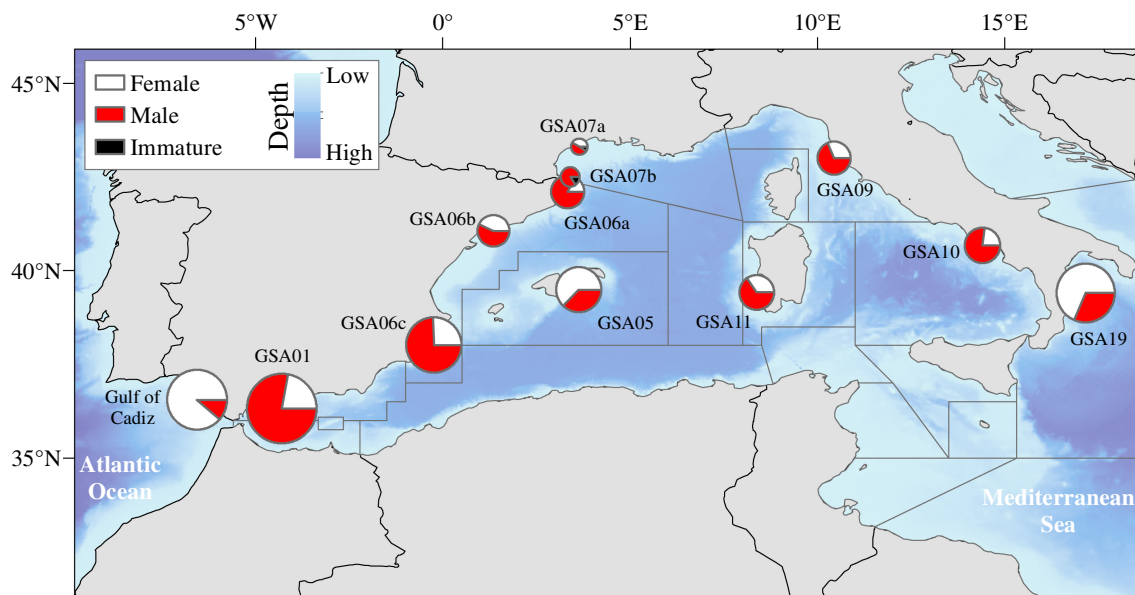 5°W
0°
5°E
10°E
15°E
45°N
40°N
35°N
Female
Male
Immature
Depth
Low
High
GSA07a
GSA07b
GSA06a
GSA06b
GSA09
GSA10
GSA05
GSA11
GSA06c
GSA19
GSA01
Gulf of
Cadiz
Atlantic
Ocean
Mediterranean
Sea